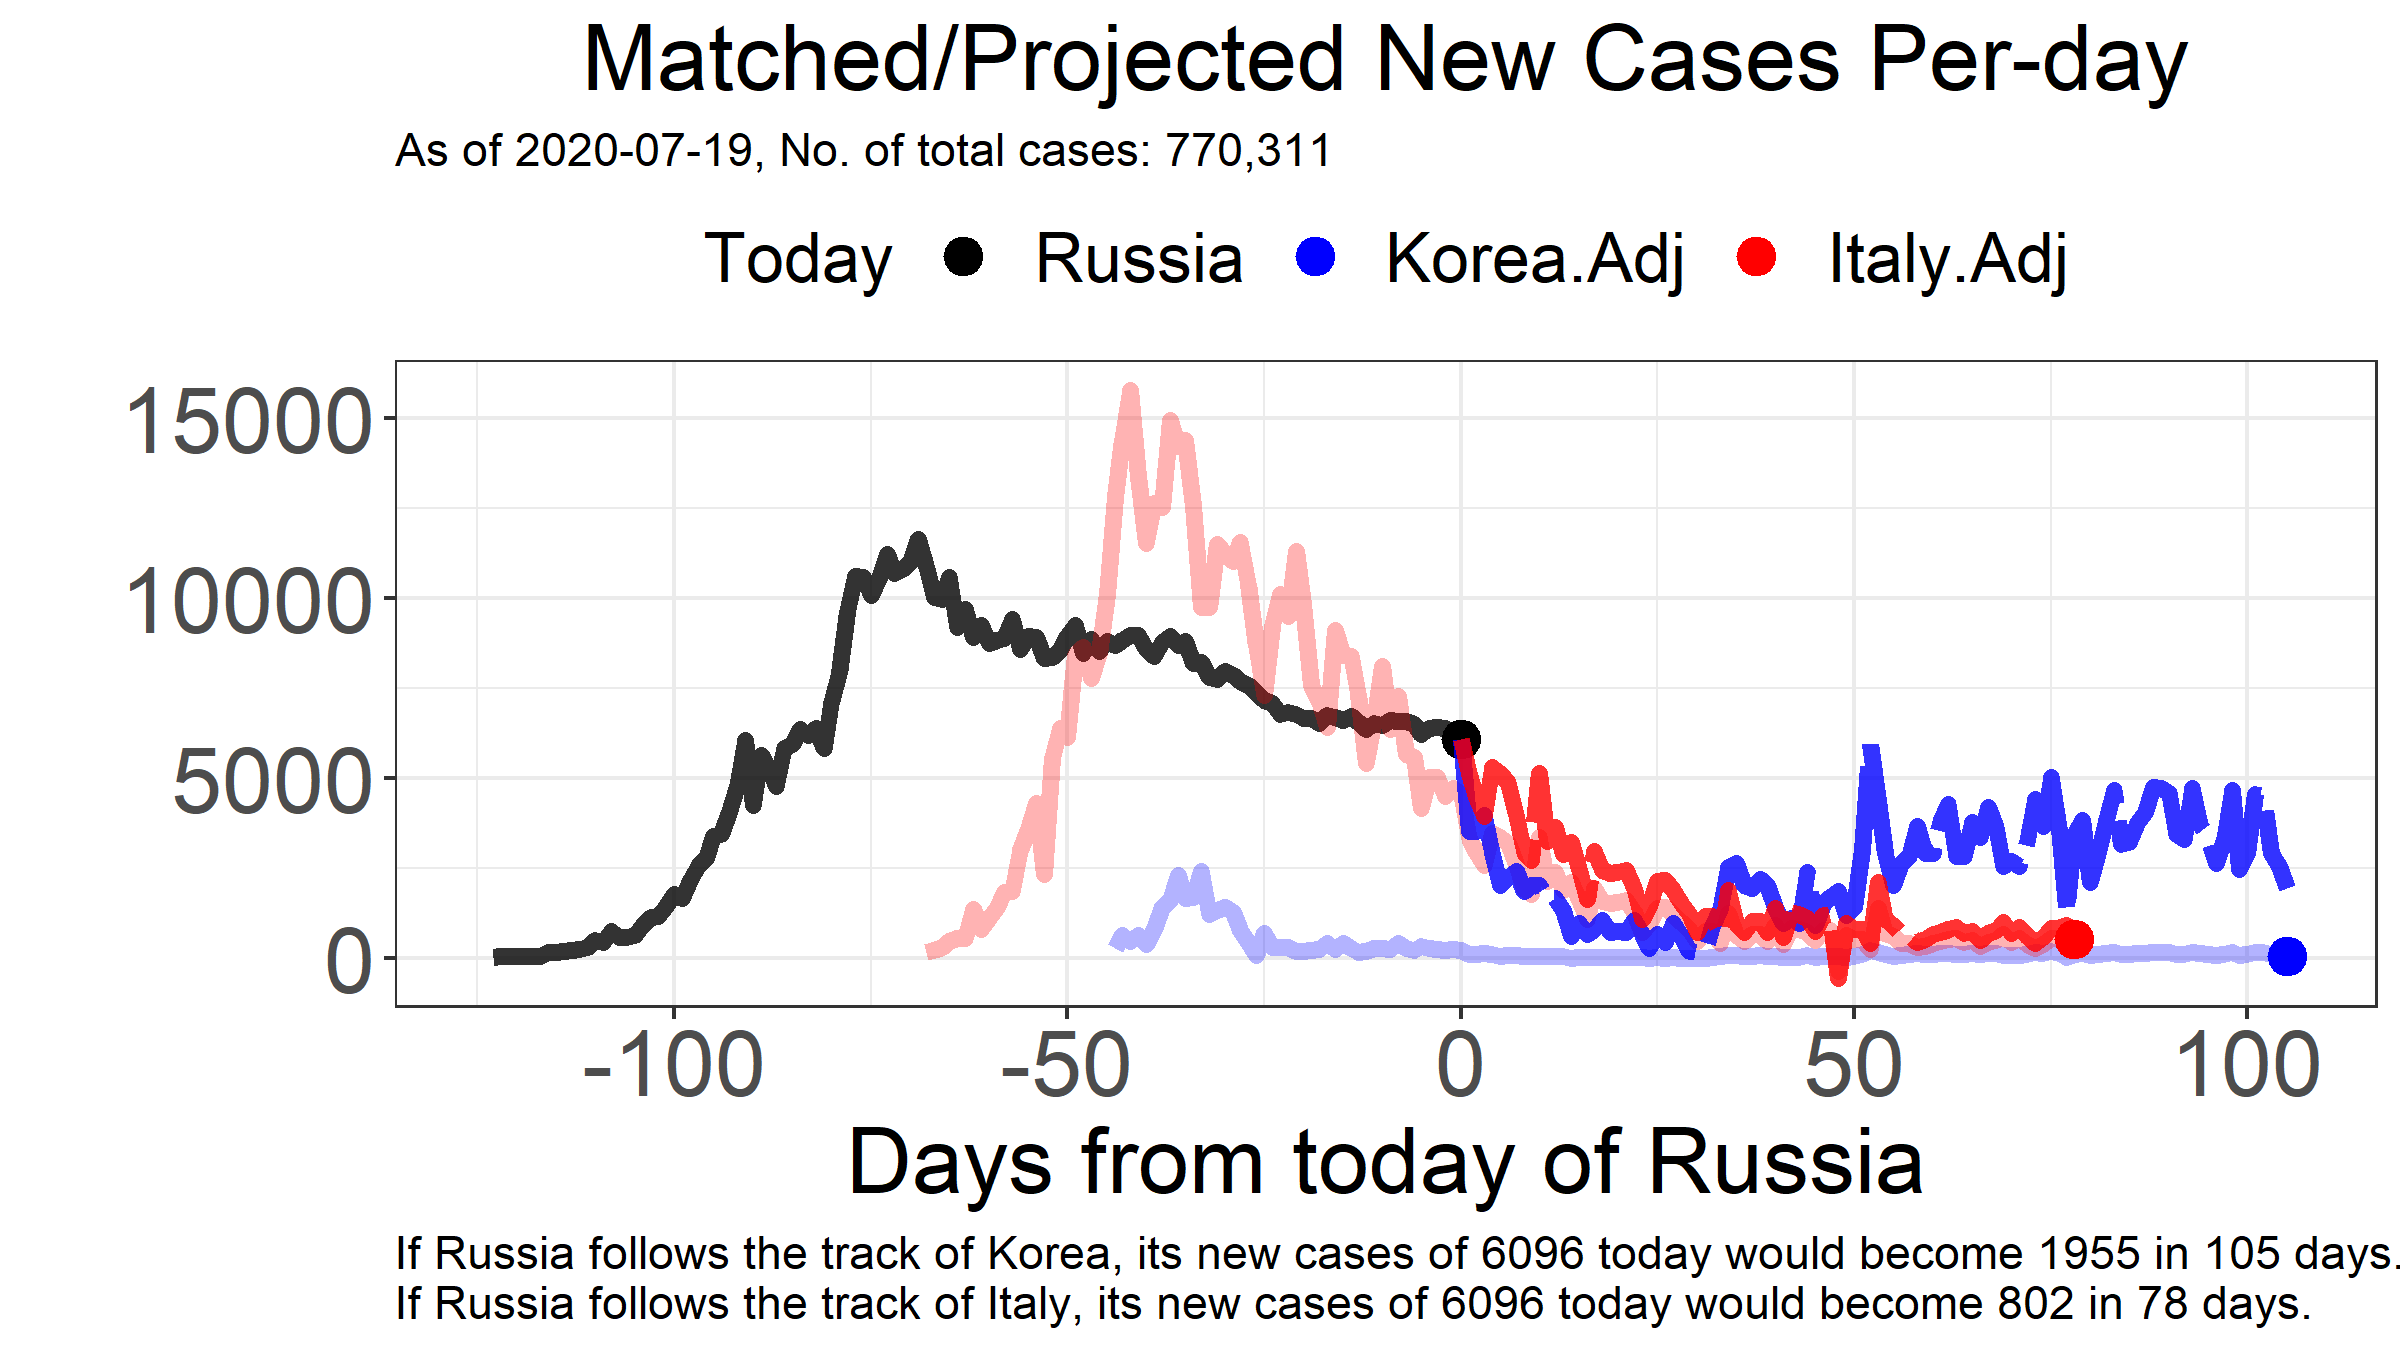 Matched/Projected New Cases Per-day
As of 2020-07-19, No. of total cases: 770,311
Today Russia Korea.Adj Italy.Adj
15000
10000
5000
0
-100 -50 0 50 100
Days from today of Russia
If Russia follows the track of Korea, its new cases of 6096 today would become 1955 in 105 days.
If Russia follows the track of Italy, its new cases of 6096 today would become 802 in 78 days.